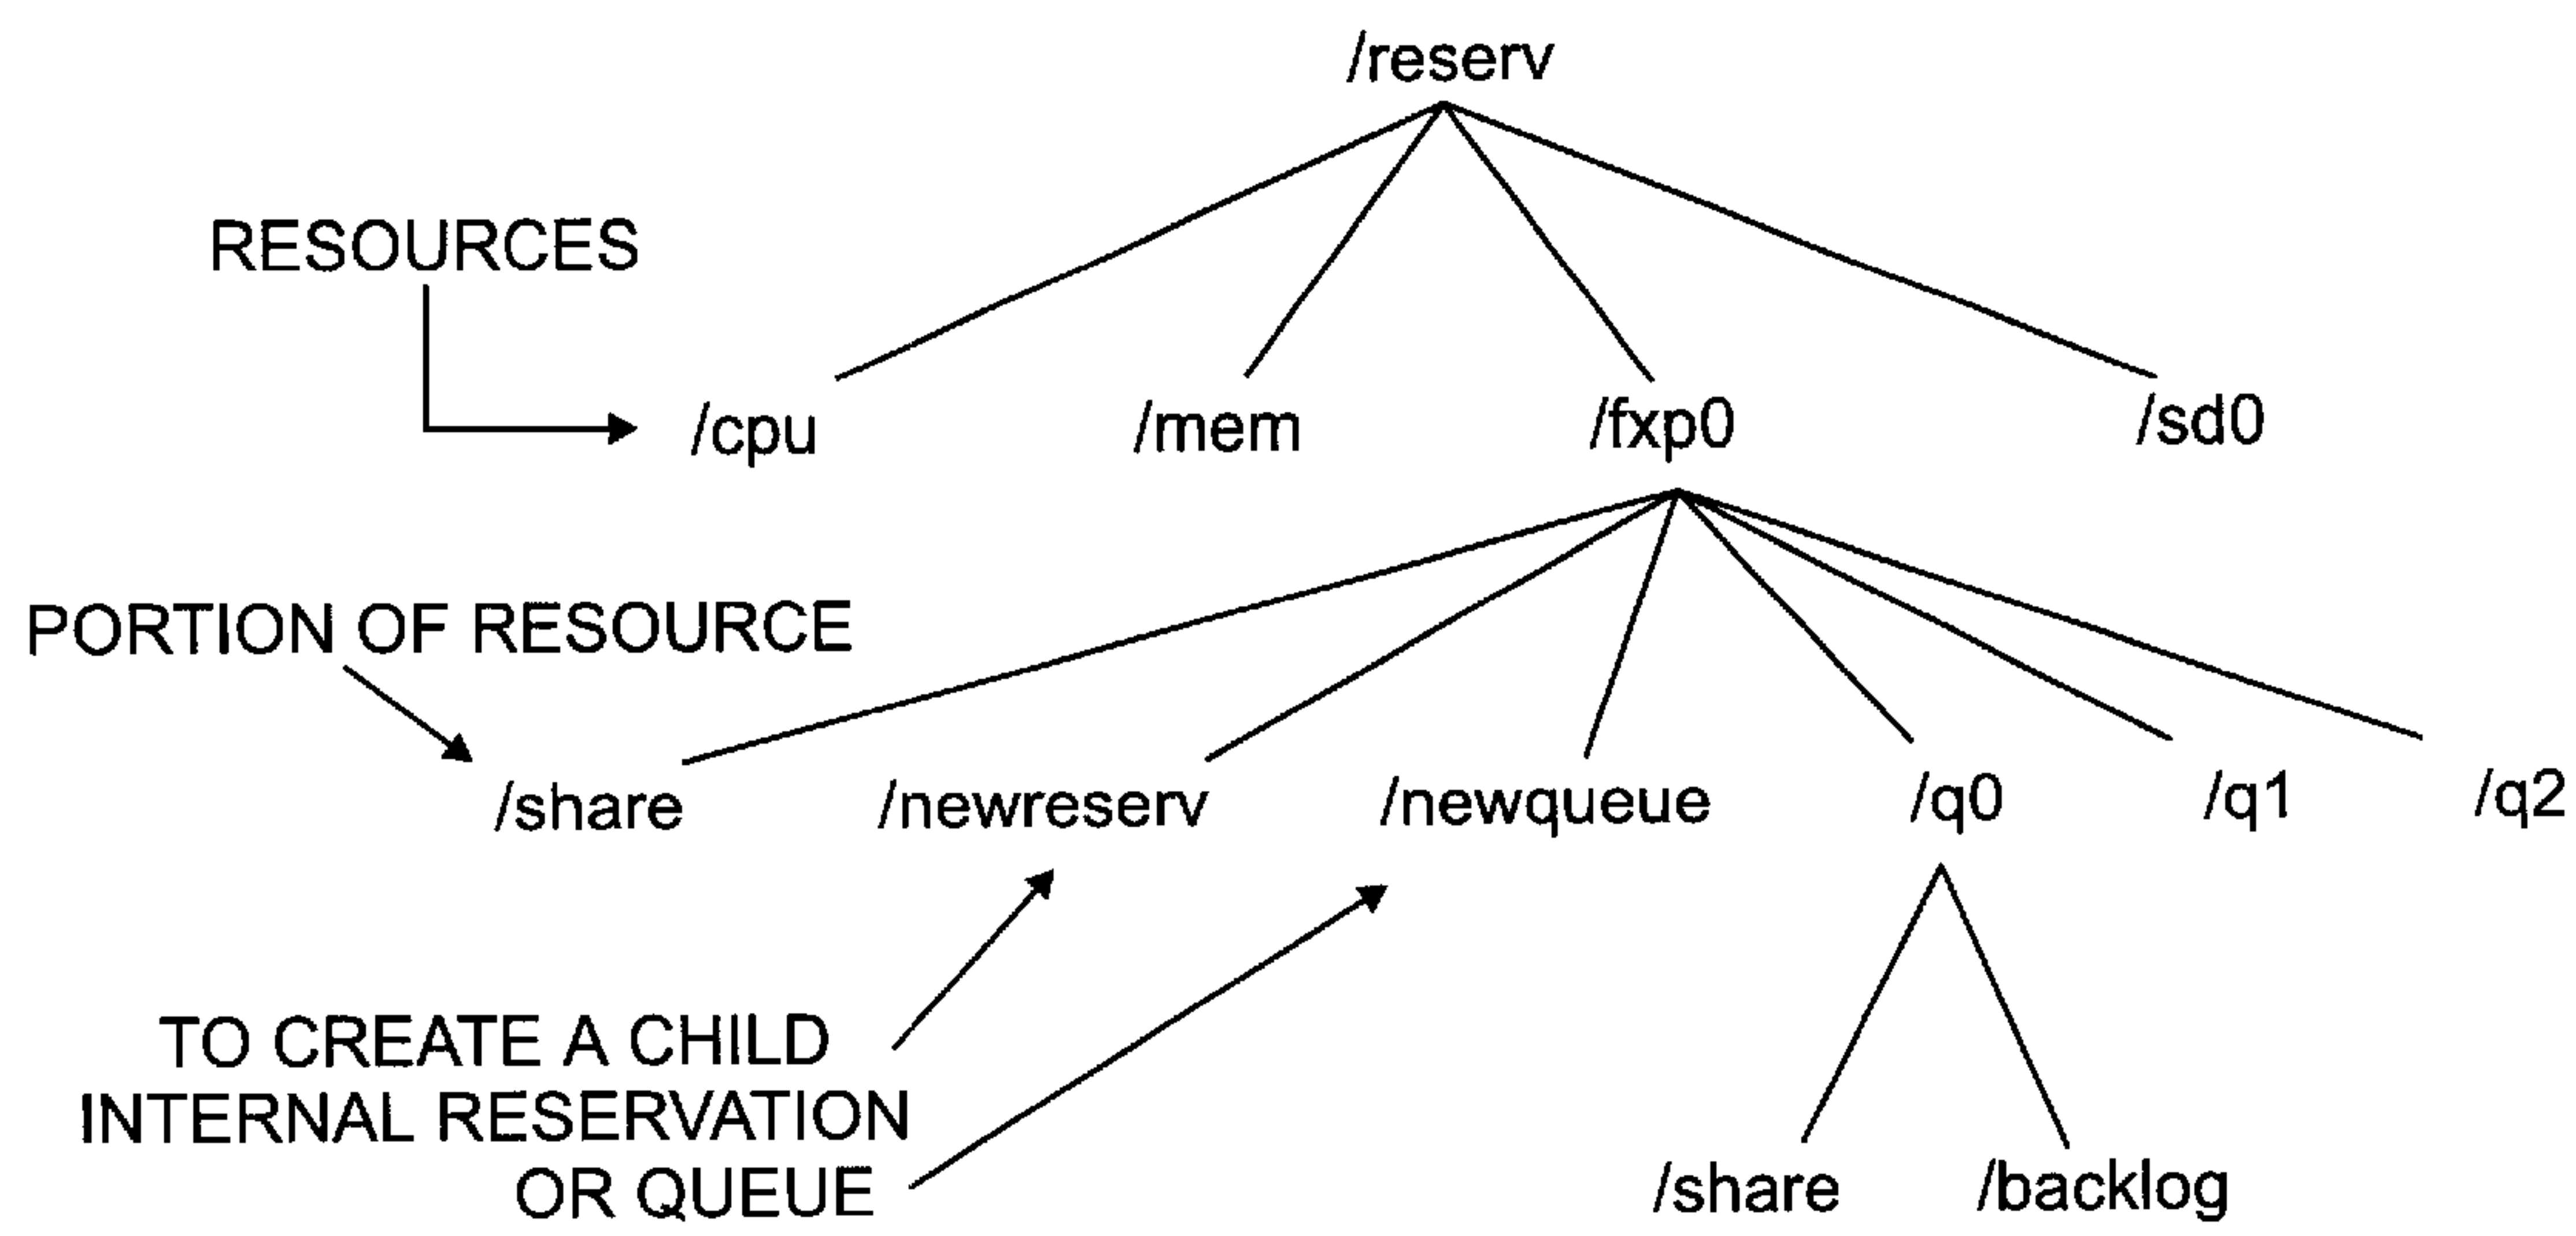 /reserv
RESOURCES
/cpu /mem /fxp0 /sd0
PORTION OF RESOURCE
/share /newreserv /newqueue /q0 /q1 /q2
TO CREATE A CHILD
INTERNAL RESERVATION
OR QUEUE
/share /backlog